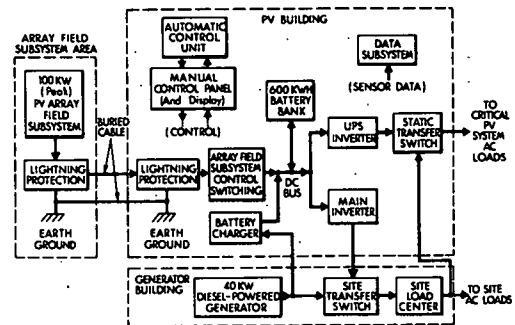 ARRAY FIELD
SUBSYSTEM AREA
100KW
(Peak)
PV ARRAY
FIELD
SUBSYSTEM
BURIED
CABLE
LIGHTNING
PROTECTION
EARTH
GROUND
PV BUILDING
AUTOMATIC
CONTROL
UNIT
MANUAL
CONTROL PANEL
(And Display)
(CONTROL)
LIGHTNING
PROTECTION
EARTH
GROUND
ARRAY FIELD
SUBSYSTEM
CONTROL
SWITCHING
600 KWH
BATTERY
BANK
DC
BUS
BATTERY
CHARGER
DATA
SUBSYSTEM
(SENSOR DATA)
UPS
INVERTER
STATIC
TRANSFER
SWITCH
MAIN
INVERTER
TO
CRITICAL
PV
SYSTEM
AC
LOADS
GENERATOR
BUILDING
40 KW
DIESEL-POWERED
GENERATOR
SITE
TRANSFER
SWITCH
SITE
LOAD
CENTER
TO SITE
AC LOADS